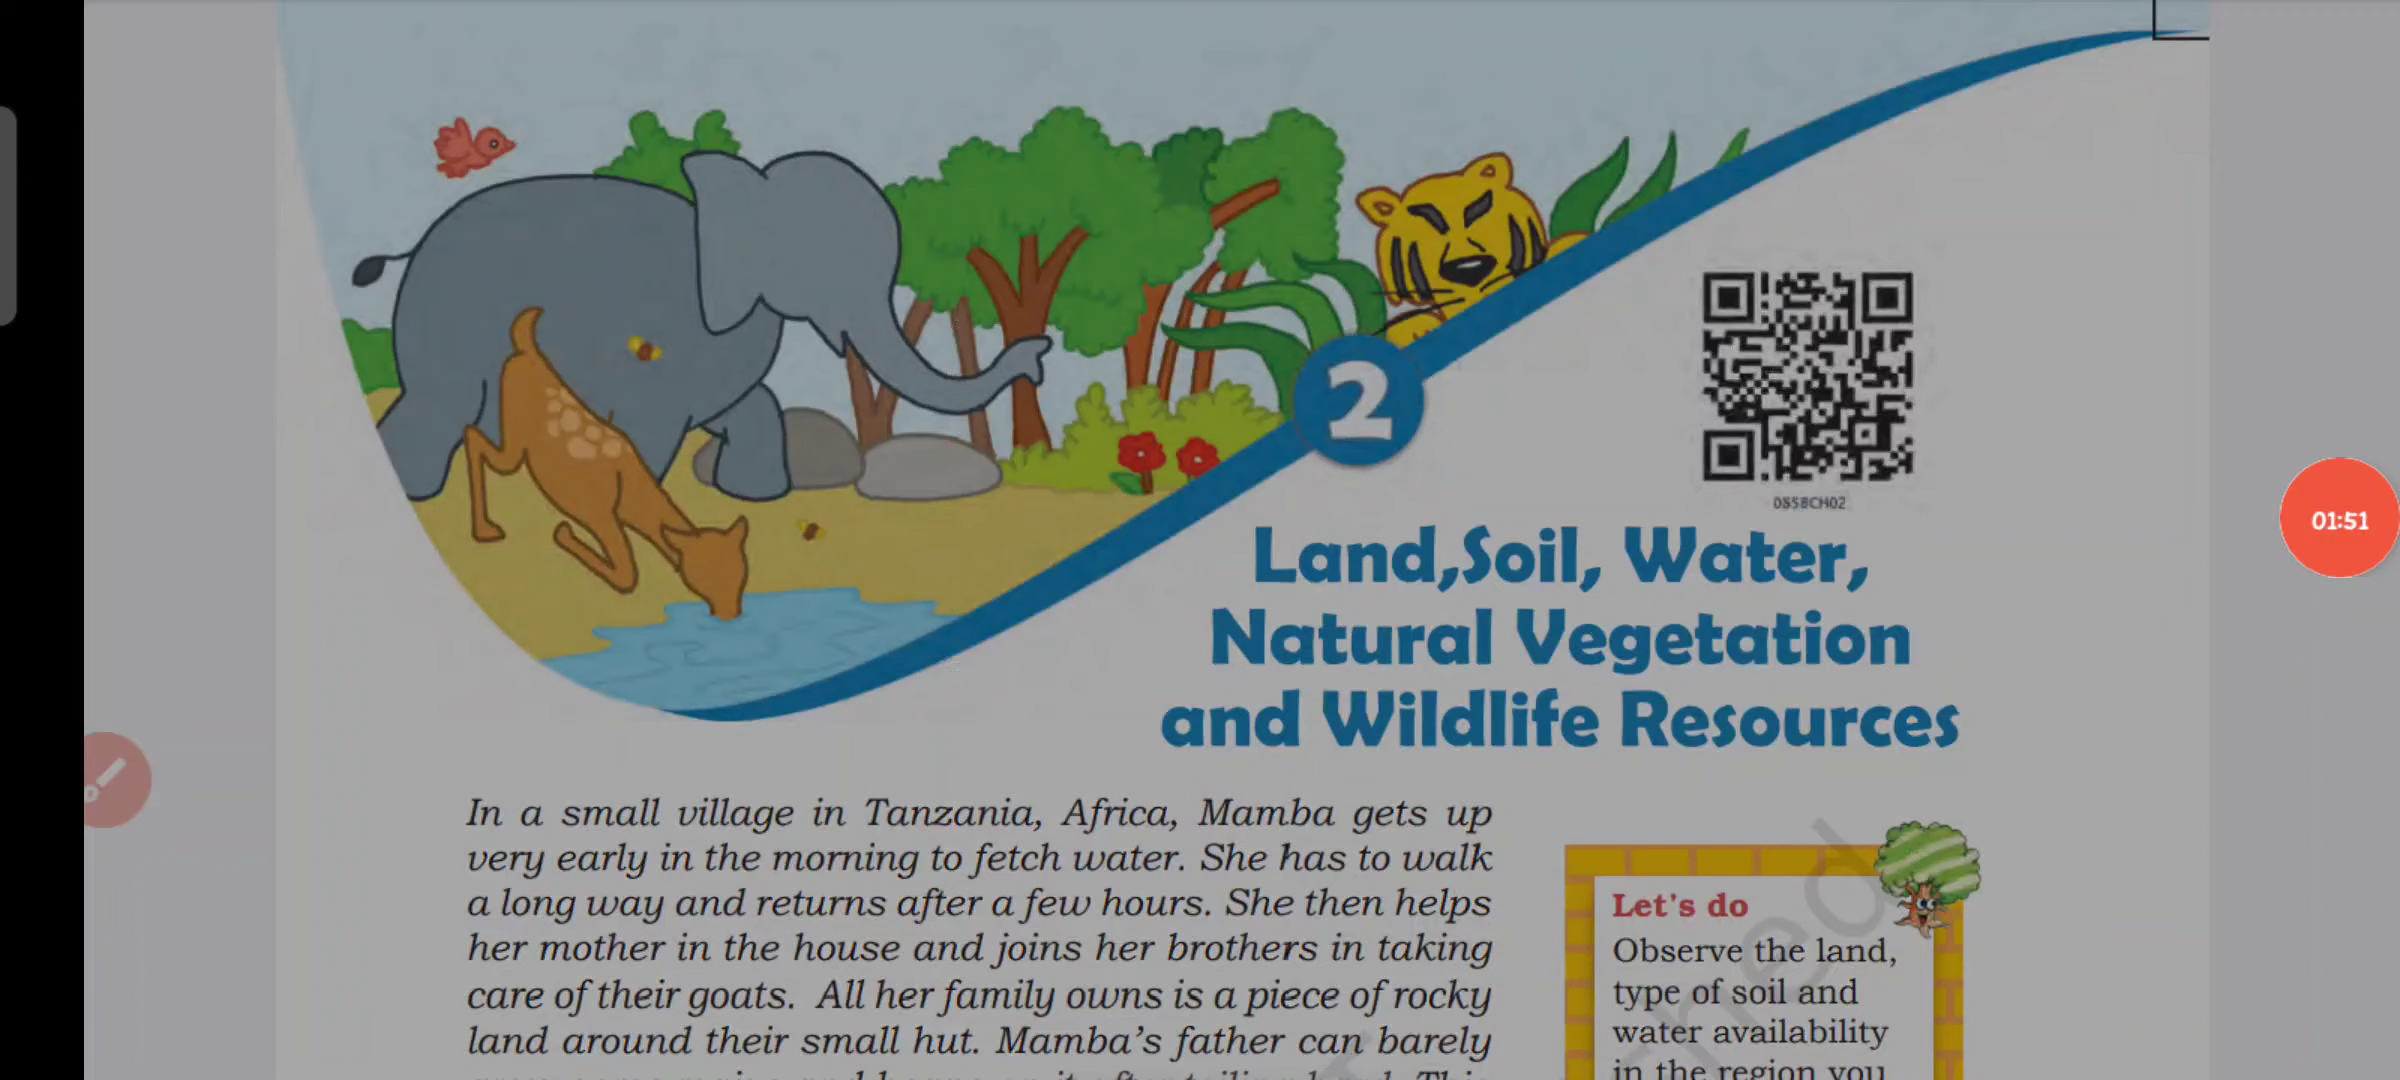 2
0858CH02
Land,Soil, Water,
Natural Vegetation
and Wildlife Resources
01:51
In a small village in Tanzania, Africa, Mamba gets up
very early in the morning to fetch water. She has to walk
a long way and returns after a few hours. She then helps
her mother in the house and joins her brothers in taking
care of their goats. All her family owns is a piece of rocky
land around their small hut. Mamba's father can barely
Let's do
Observe the land,
type of soil and
water availability
in the region you